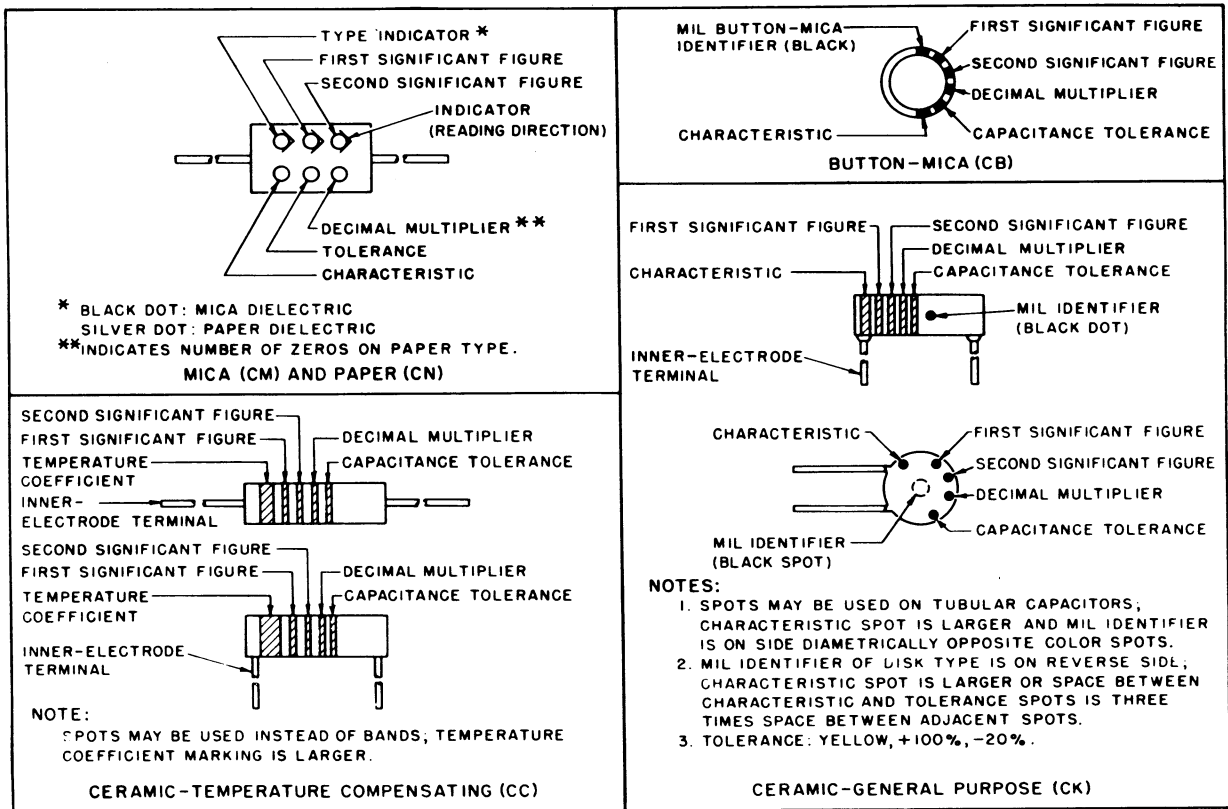 TYPE INDICATOR *
FIRST SIGNIFICANT FIGURE
SECOND SIGNIFICANT FIGURE
INDICATOR
(READING DIRECTION)
DECIMAL MULTIPLIER **
TOLERANCE
CHARACTERISTIC
* BLACK DOT: MICA DIELECTRIC
SILVER DOT: PAPER DIELECTRIC
**INDICATES NUMBER OF ZEROS ON PAPER TYPE.
MICA (CM) AND PAPER (CN)
MIL BUTTON-MICA
IDENTIFIER (BLACK)
FIRST SIGNIFICANT FIGURE
SECOND SIGNIFICANT FIGURE
DECIMAL MULTIPLIER
CHARACTERISTIC
CAPACITANCE TOLERANCE
BUTTON-MICA (CB)
SECOND SIGNIFICANT FIGURE
FIRST SIGNIFICANT FIGURE
DECIMAL MULTIPLIER
TEMPERATURE
COEFFICIENT
CAPACITANCE TOLERANCE
INNER-
ELECTRODE TERMINAL
SECOND SIGNIFICANT FIGURE
FIRST SIGNIFICANT FIGURE
DECIMAL MULTIPLIER
TEMPERATURE
COEFFICIENT
CAPACITANCE TOLERANCE
INNER-ELECTRODE
TERMINAL
NOTE:
SPOTS MAY BE USED INSTEAD OF BANDS; TEMPERATURE
COEFFICIENT MARKING IS LARGER.
CERAMIC-TEMPERATURE COMPENSATING (CC)
FIRST SIGNIFICANT FIGURE
SECOND SIGNIFICANT FIGURE
DECIMAL MULTIPLIER
CHARACTERISTIC
CAPACITANCE TOLERANCE
MIL IDENTIFIER
(BLACK DOT)
INNER-ELECTRODE
TERMINAL
CHARACTERISTIC
FIRST SIGNIFICANT FIGURE
SECOND SIGNIFICANT FIGURE
DECIMAL MULTIPLIER
CAPACITANCE TOLERANCE
MIL IDENTIFIER
(BLACK SPOT)
NOTES:
1. SPOTS MAY BE USED ON TUBULAR CAPACITORS;
CHARACTERISTIC SPOT IS LARGER AND MIL IDENTIFIER
IS ON SIDE DIAMETRICALLY OPPOSITE COLOR SPOTS.
2. MIL IDENTIFIER OF DISK TYPE IS ON REVERSE SIDE;
CHARACTERISTIC SPOT IS LARGER OR SPACE BETWEEN
CHARACTERISTIC AND TOLERANCE SPOTS IS THREE
TIMES SPACE BETWEEN ADJACENT SPOTS.
3. TOLERANCE: YELLOW, +100%, -20%.
CERAMIC-GENERAL PURPOSE (CK)